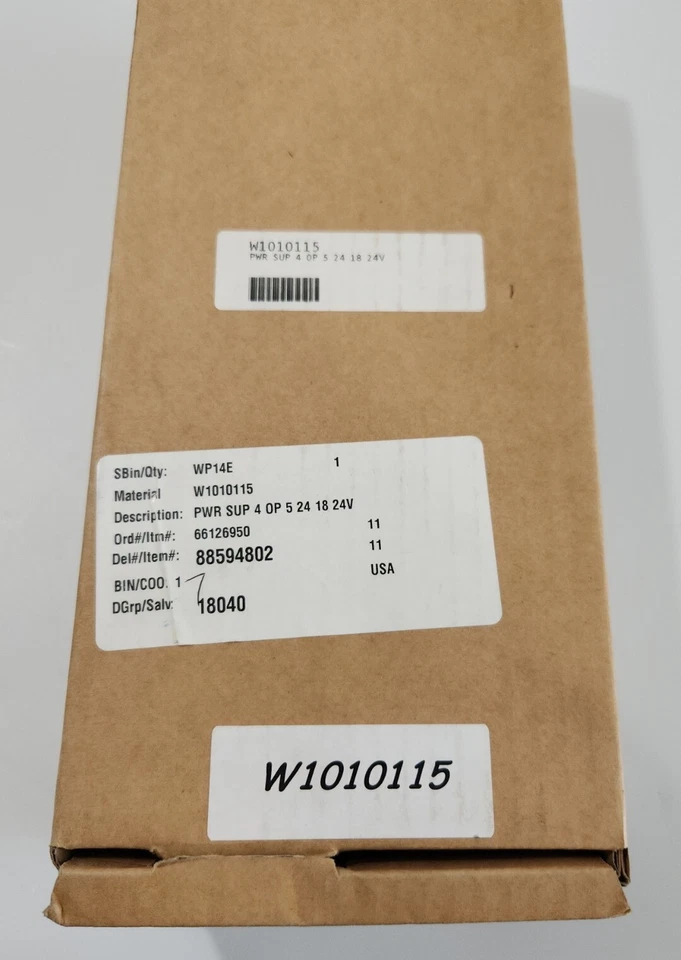 W1010115
PWR SUP 4 OP 5 24 18 24V
SBin/Qty: WP14E 1
Material W1010115
Description: PWR SUP 4 OP 5 24 18 24V
Ord#/Itm#: 66126950 11
Del#/Item#: 88594802 11
BIN/COO: 1 USA
DGrp/Salv: 18040
W1010115